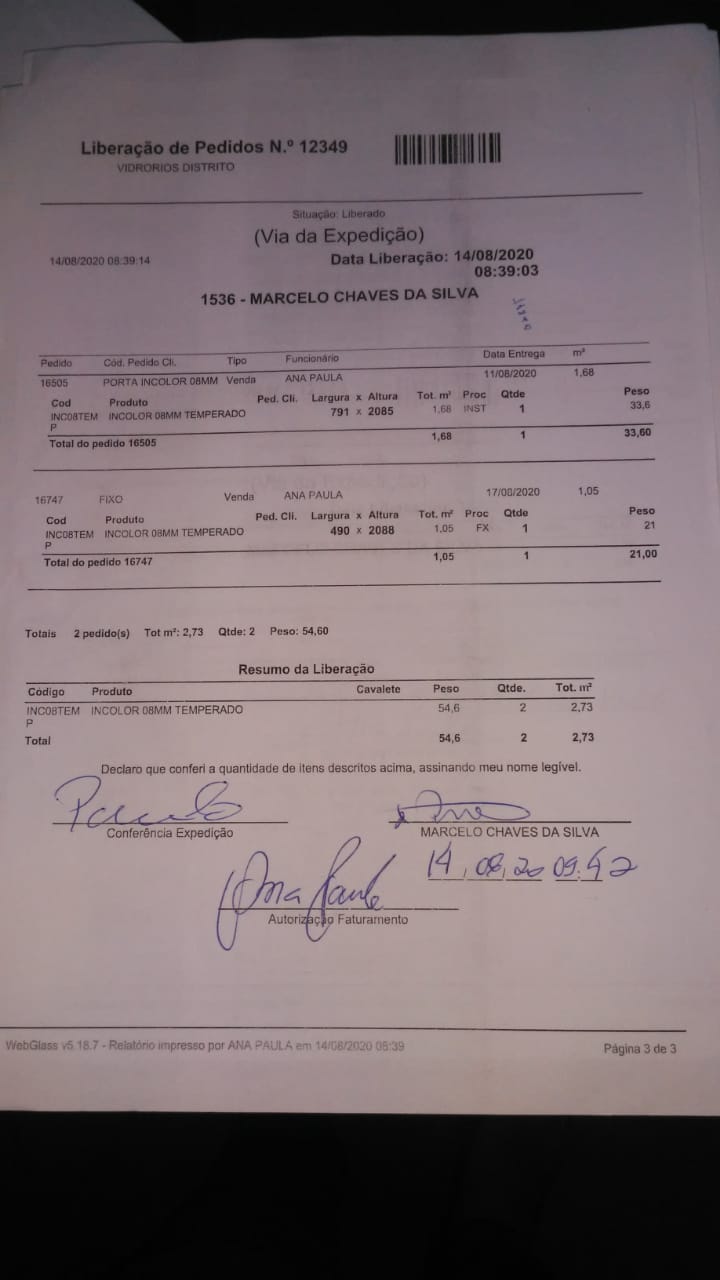 Liberação de Pedidos N.º 12349
VIDRORIOS DISTRITO
Situação: Liberado
(Via da Expedição)
14/08/2020 08:39:14 Data Liberação: 14/08/2020
08:39:03
1536 - MARCELO CHAVES DA SILVA
Pedido Cód. Pedido Cli. Tipo Funcionário Data Entrega m²
16505 PORTA INCOLOR 08MM Venda ANA PAULA 11/08/2020 1,68
Cod Produto Ped. Cli. Largura x Altura Tot. m² Proc Qtde Peso
INC08TEM INCOLOR 08MM TEMPERADO 791 x 2085 1,68 INST 1 33,6
P
Total do pedido 16505 1,68 1 33,60
16747 FIXO Venda ANA PAULA 17/08/2020 1,05
Cod Produto Ped. Cli. Largura x Altura Tot. m² Proc Qtde Peso
INC08TEM INCOLOR 08MM TEMPERADO 490 x 2088 1,05 FX 1 21
P
Total do pedido 16747 1,05 1 21,00
Totais 2 pedido(s) Tot m²: 2,73 Qtde: 2 Peso: 54,60
Resumo da Liberação
Código Produto Cavalete Peso Qtde. Tot. m²
INC08TEM INCOLOR 08MM TEMPERADO 54,6 2 2,73
P
Total 54,6 2 2,73
Declaro que conferi a quantidade de itens descritos acima, assinando meu nome legível.
Conferência Expedição MARCELO CHAVES DA SILVA
14,08,20 09:42
Ana Paula
Autorização Faturamento
WebGlass v5.18.7 - Relatório impresso por ANA PAULA em 14/08/2020 08:39 Página 3 de 3